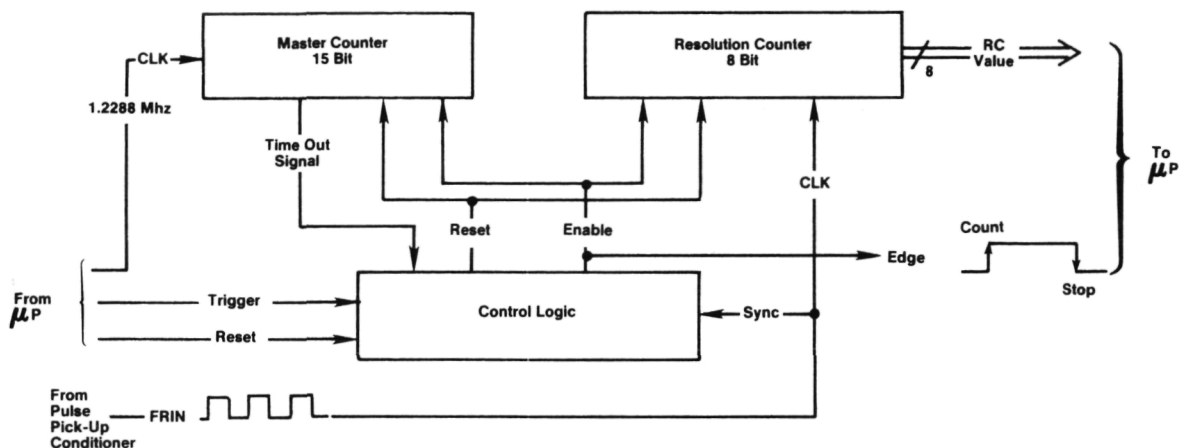 Master Counter
15 Bit
Resolution Counter
8 Bit
RC
Value
8
CLK
1.2288 Mhz
Time Out
Signal
To
μP
CLK
Reset
Enable
Count
Edge
Stop
From
μP
Trigger
Control Logic
Sync
Reset
From
Pulse
Pick-Up
Conditioner
FRIN